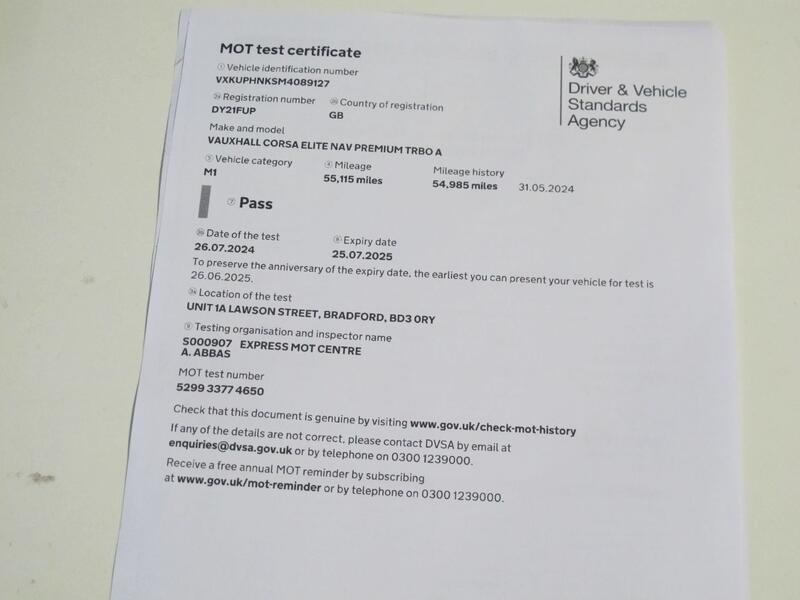 MOT test certificate
① Vehicle identification number
VXKUPHNKSM4089127
Registration number
Country of registration
DY21FUP
GB
Make and model
VAUXHALL CORSA ELITE NAV PREMIUM TRBO A
Vehicle category
Mileage
Mileage history
M1
55,115 miles
54,985 miles 31.05.2024
⑦ Pass
Date of the test
Expiry date
26.07.2024
25.07.2025
To preserve the anniversary of the expiry date, the earliest you can present your vehicle for test is
26.06.2025.
Location of the test
UNIT 1A LAWSON STREET, BRADFORD, BD3 0RY
⑨ Testing organisation and inspector name
S000907 EXPRESS MOT CENTRE
A. ABBAS
MOT test number
5299 3377 4650
Check that this document is genuine by visiting www.gov.uk/check-mot-history
If any of the details are not correct, please contact DVSA by email at
enquiries@dvsa.gov.uk or by telephone on 0300 1239000.
Receive a free annual MOT reminder by subscribing
at www.gov.uk/mot-reminder or by telephone on 0300 1239000.
Driver & Vehicle
Standards
Agency